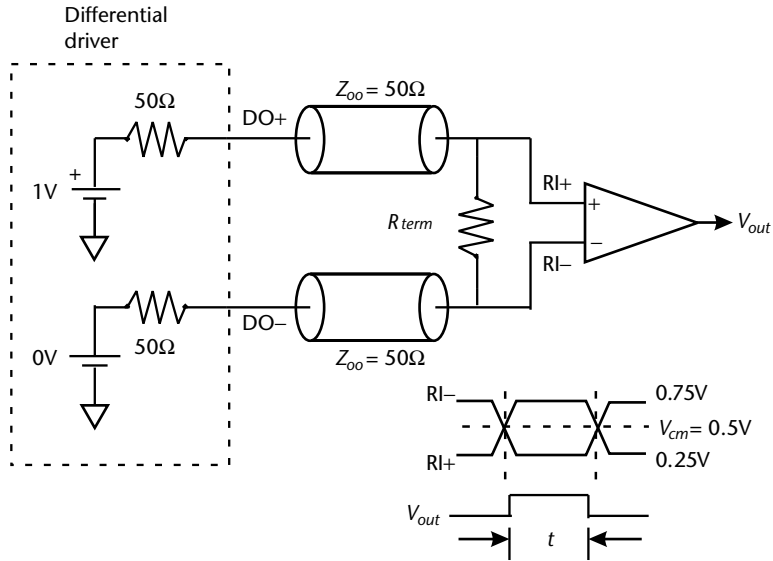 Differential
driver
50Ω
DO+
Zoo = 50Ω
1V
+
Rterm
RI+
+
−
RI−
Vout
0V
50Ω
DO−
Zoo = 50Ω
RI−
0.75V
Vcm = 0.5V
RI+
0.25V
Vout
t